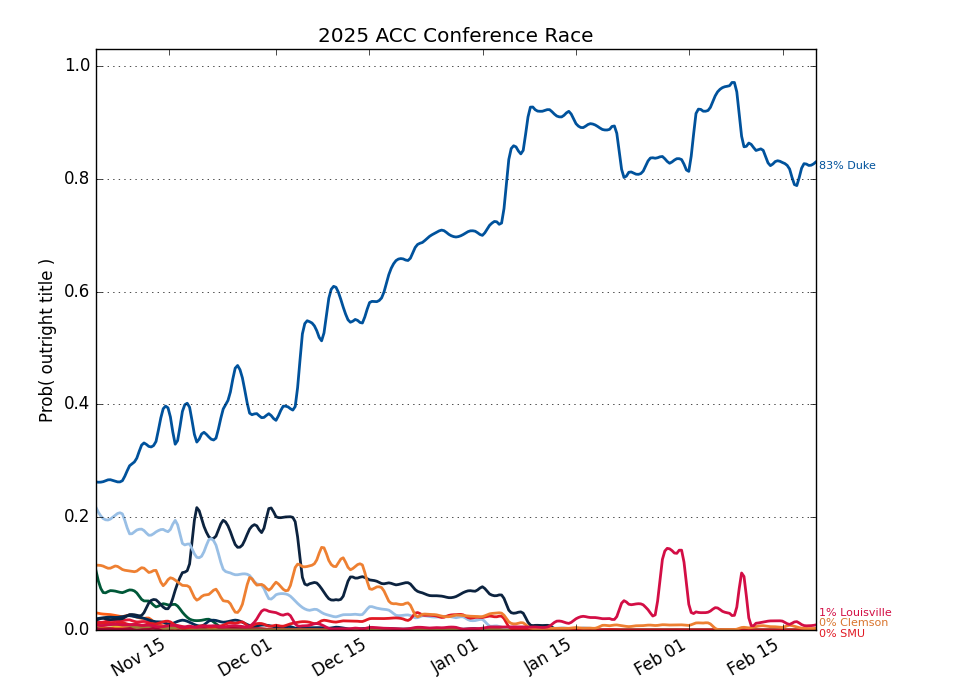 2025 ACC Conference Race
Prob( outright title )
1.0
0.8
0.6
0.4
0.2
0.0
83% Duke
1% Louisville
0% Clemson
0% SMU
Nov 15
Dec 01
Dec 15
Jan 01
Jan 15
Feb 01
Feb 15